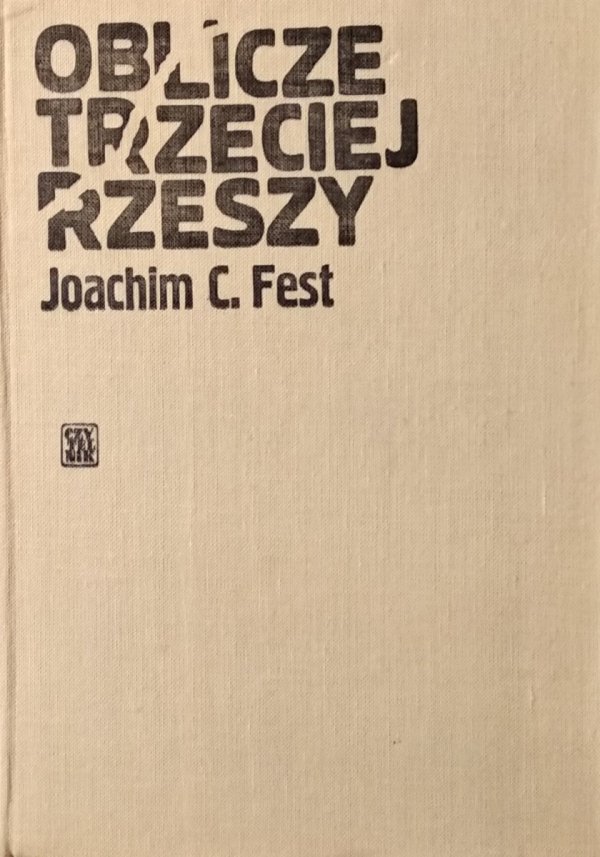 OBLICZE
TRZECIEJ
RZESZY
Joachim C. Fest
CZY
TEL
NIK